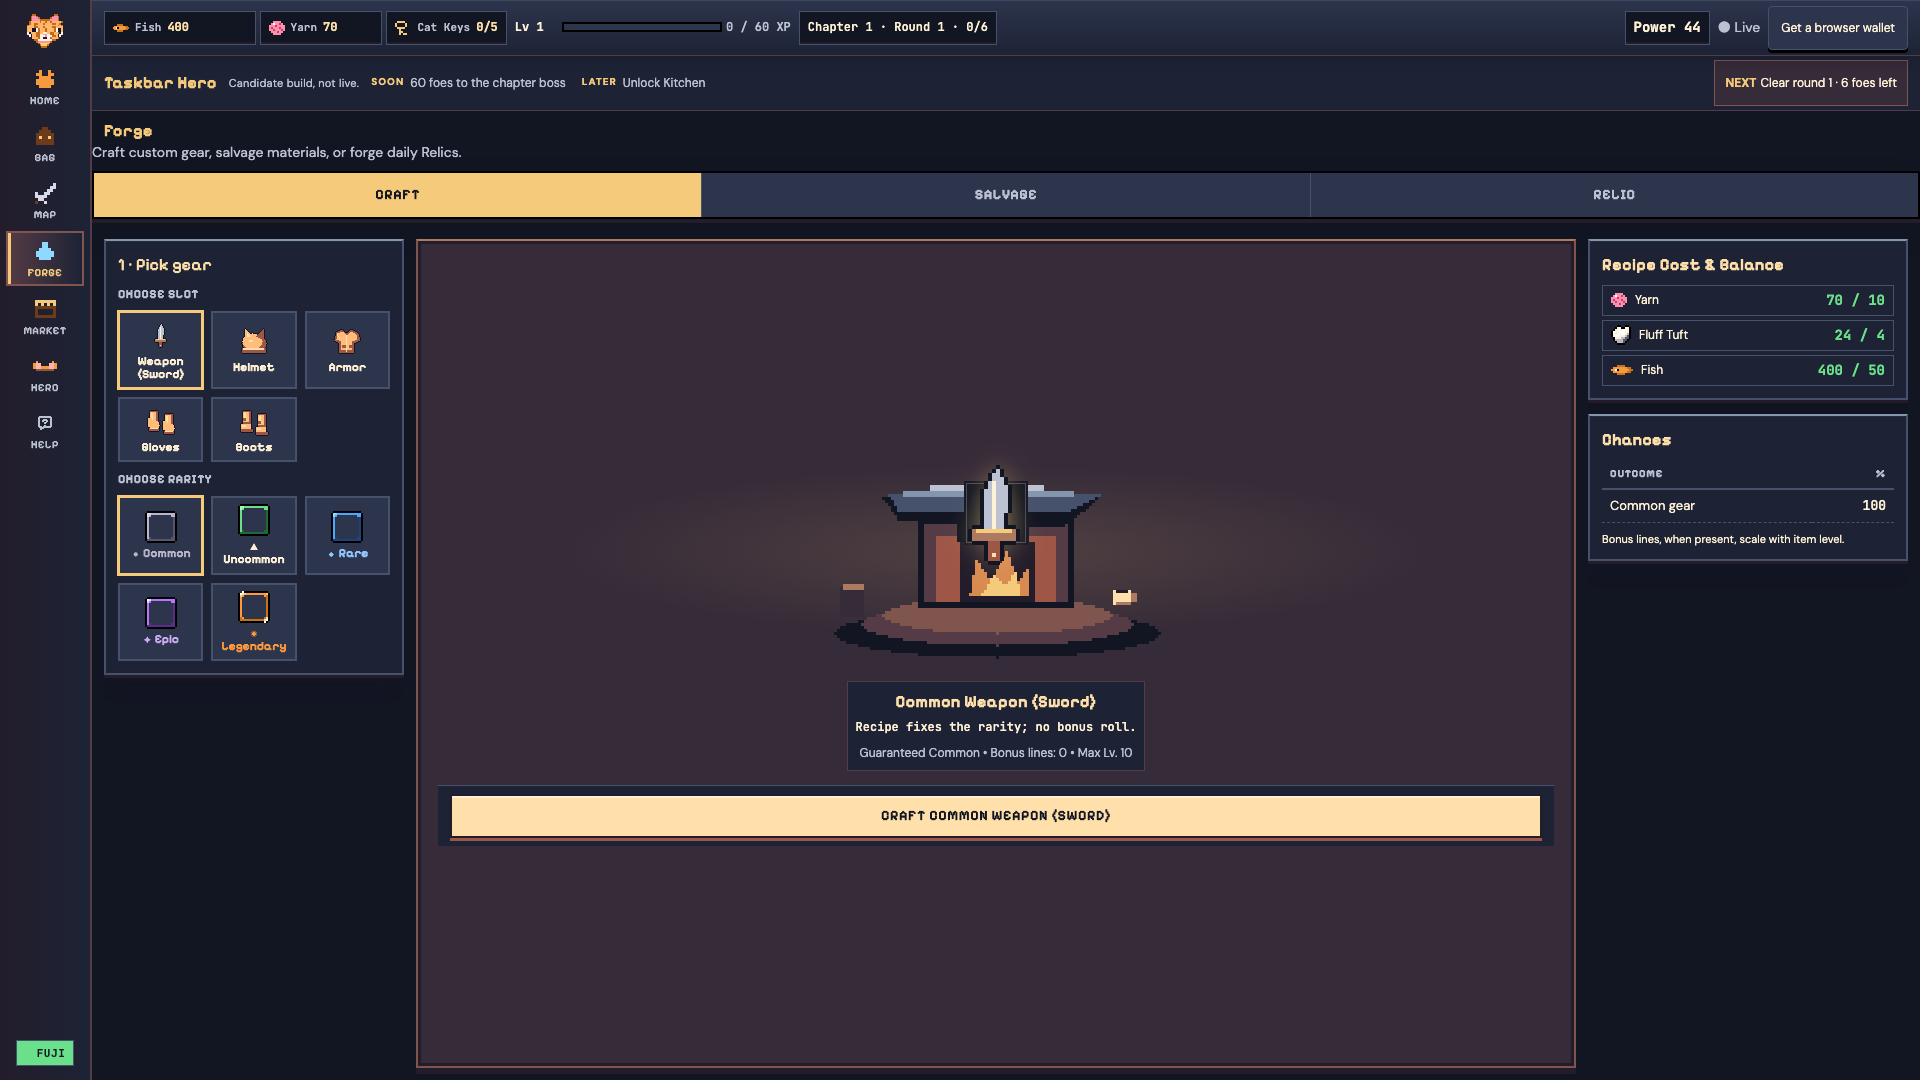 Fish 400
Yarn 70
Cat Keys 0/5
Lv 1
0 / 60 XP
Chapter 1 · Round 1 · 0/6
Power 44
Live
Get a browser wallet
Taskbar Hero
Candidate build, not live.
SOON 60 foes to the chapter boss
LATER Unlock Kitchen
NEXT Clear round 1 · 6 foes left
HOME
BAG
MAP
FORGE
MARKET
HERO
HELP
FUJI
Forge
Craft custom gear, salvage materials, or forge daily Relics.
CRAFT
SALVAGE
RELIC
1 · Pick gear
CHOOSE SLOT
Weapon
(Sword)
Helmet
Armor
Gloves
Boots
CHOOSE RARITY
Common
Uncommon
Rare
Epic
Legendary
Common Weapon (Sword)
Recipe fixes the rarity; no bonus roll.
Guaranteed Common • Bonus lines: 0 • Max Lv. 10
CRAFT COMMON WEAPON (SWORD)
Recipe Cost & Balance
Yarn 70 / 10
Fluff Tuft 24 / 4
Fish 400 / 50
Chances
OUTCOME %
Common gear 100
Bonus lines, when present, scale with item level.